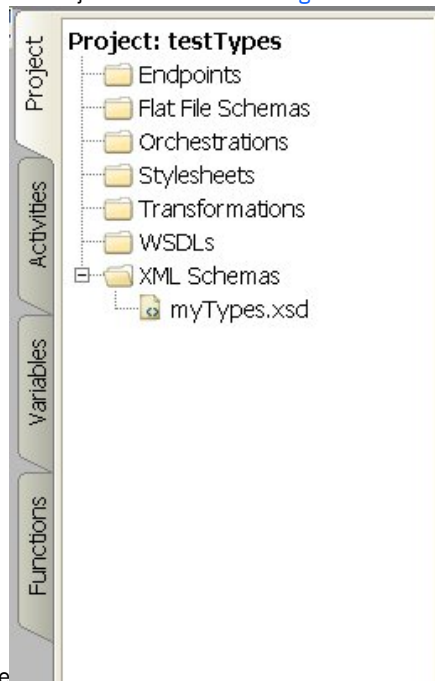 Project
Activities
Variables
Functions
Project: testTypes
Endpoints
Flat File Schemas
Orchestrations
Stylesheets
Transformations
WSDLs
XML Schemas
myTypes.xsd
e